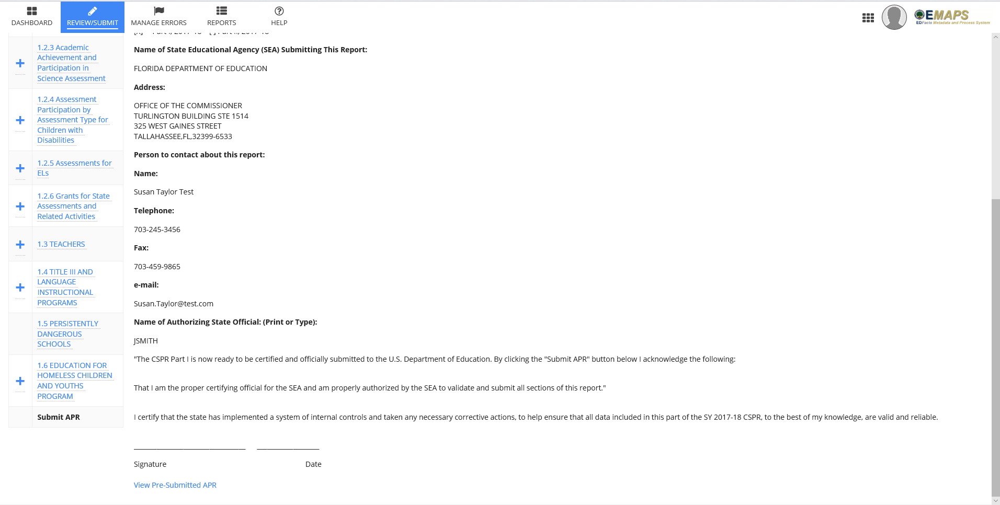 DASHBOARD
REVIEW/SUBMIT
MANAGE ERRORS
REPORTS
HELP
EMAPS
EDFacts Metadata and Process System
1.2.3 Academic
Achievement and
Participation in
Science Assessment
1.2.4 Assessment
Participation by
Assessment Type for
Children with
Disabilities
1.2.5 Assessments for
ELs
1.2.6 Grants for State
Assessments and
Related Activities
1.3 TEACHERS
1.4 TITLE III AND
LANGUAGE
INSTRUCTIONAL
PROGRAMS
1.5 PERSISTENTLY
DANGEROUS
SCHOOLS
1.6 EDUCATION FOR
HOMELESS CHILDREN
AND YOUTHS
PROGRAM
Submit APR
[X] Part I, 2017-18 [ ] Part II, 2017-18
Name of State Educational Agency (SEA) Submitting This Report:
FLORIDA DEPARTMENT OF EDUCATION
Address:
OFFICE OF THE COMMISSIONER
TURLINGTON BUILDING STE 1514
325 WEST GAINES STREET
TALLAHASSEE,FL,32399-6533
Person to contact about this report:
Name:
Susan Taylor Test
Telephone:
703-245-3456
Fax:
703-459-9865
e-mail:
Susan.Taylor@test.com
Name of Authorizing State Official: (Print or Type):
JSMITH
"The CSPR Part I is now ready to be certified and officially submitted to the U.S. Department of Education. By clicking the "Submit APR" button below I acknowledge the following:
That I am the proper certifying official for the SEA and am properly authorized by the SEA to validate and submit all sections of this report."
I certify that the state has implemented a system of internal controls and taken any necessary corrective actions, to help ensure that all data included in this part of the SY 2017-18 CSPR, to the best of my knowledge, are valid and reliable.
Signature Date
View Pre-Submitted APR